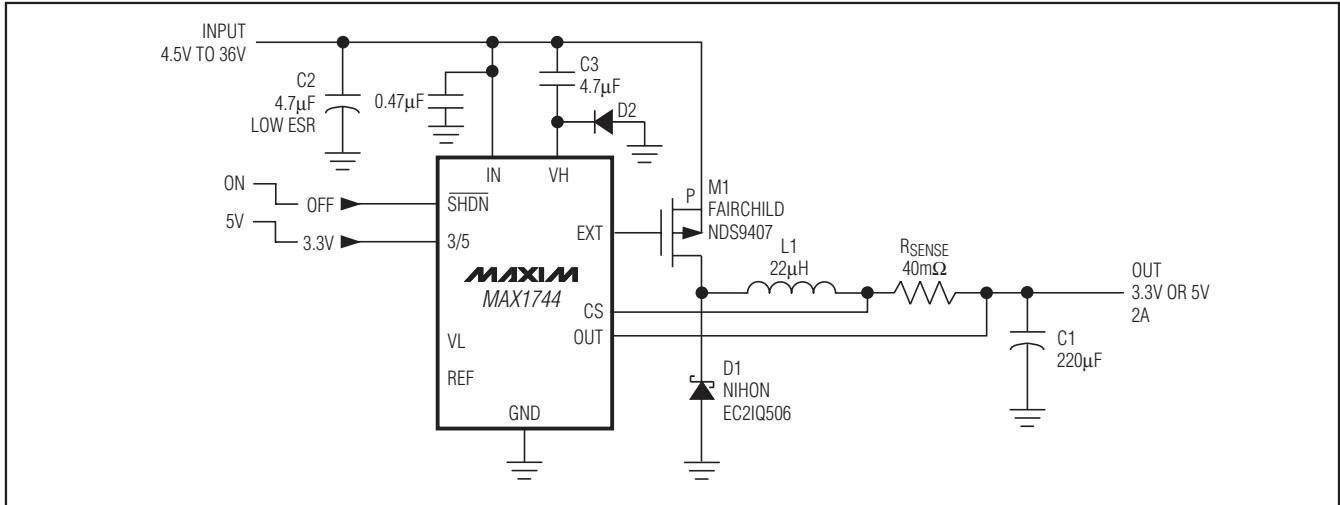 INPUT
4.5V TO 36V
C2
4.7µF
LOW ESR
0.47µF
C3
4.7µF
D2
IN
VH
ON
OFF
SHDN
5V
3.3V
3/5
EXT
MAXIM
MAX1744
CS
OUT
VL
REF
GND
P
M1
FAIRCHILD
NDS9407
L1
22µH
RSENSE
40mΩ
OUT
3.3V OR 5V
2A
C1
220µF
D1
NIHON
EC2IQ506